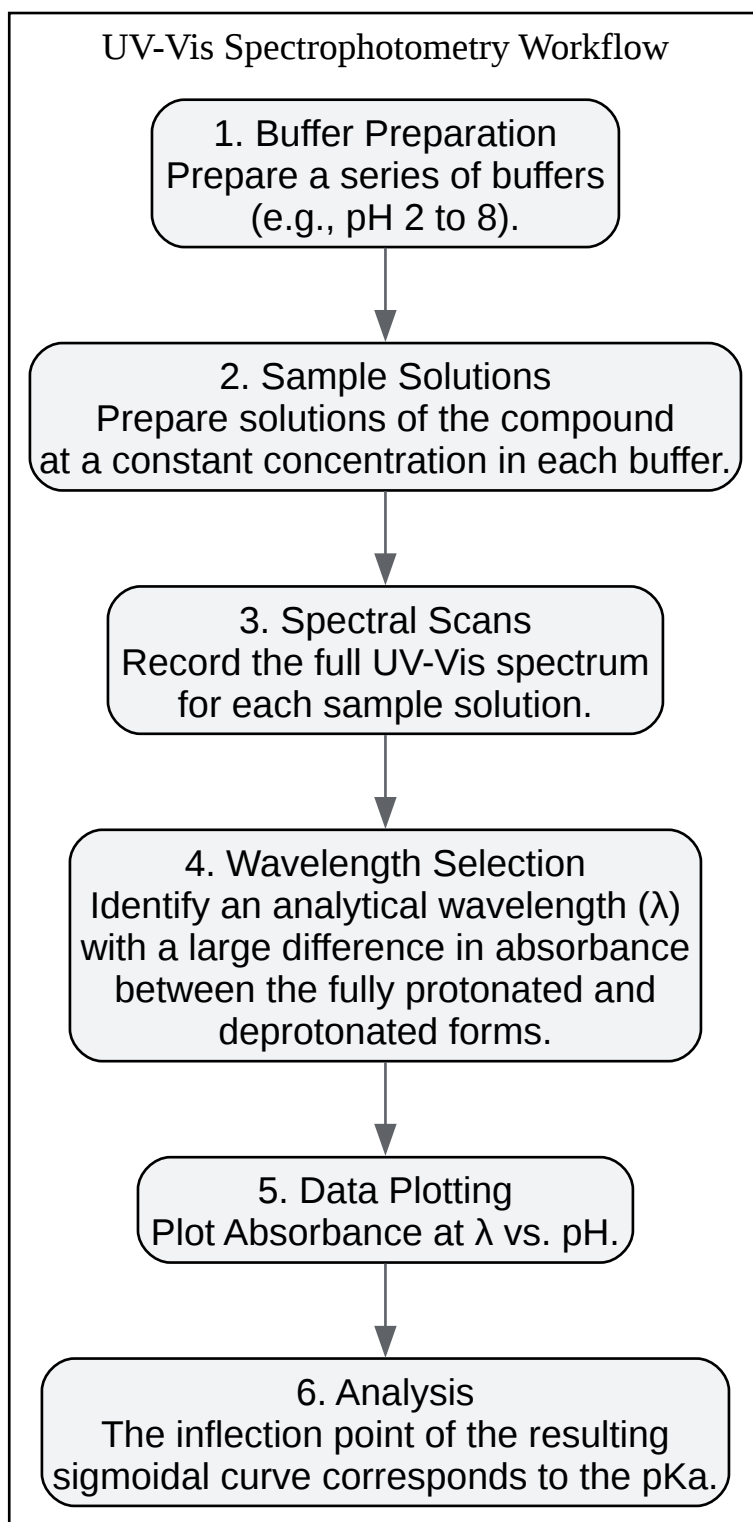 UV-Vis Spectrophotometry Workflow
1. Buffer Preparation
Prepare a series of buffers
(e.g., pH 2 to 8).
2. Sample Solutions
Prepare solutions of the compound
at a constant concentration in each buffer.
3. Spectral Scans
Record the full UV-Vis spectrum
for each sample solution.
4. Wavelength Selection
Identify an analytical wavelength (λ)
with a large difference in absorbance
between the fully protonated and
deprotonated forms.
5. Data Plotting
Plot Absorbance at λ vs. pH.
6. Analysis
The inflection point of the resulting
sigmoidal curve corresponds to the pKa.